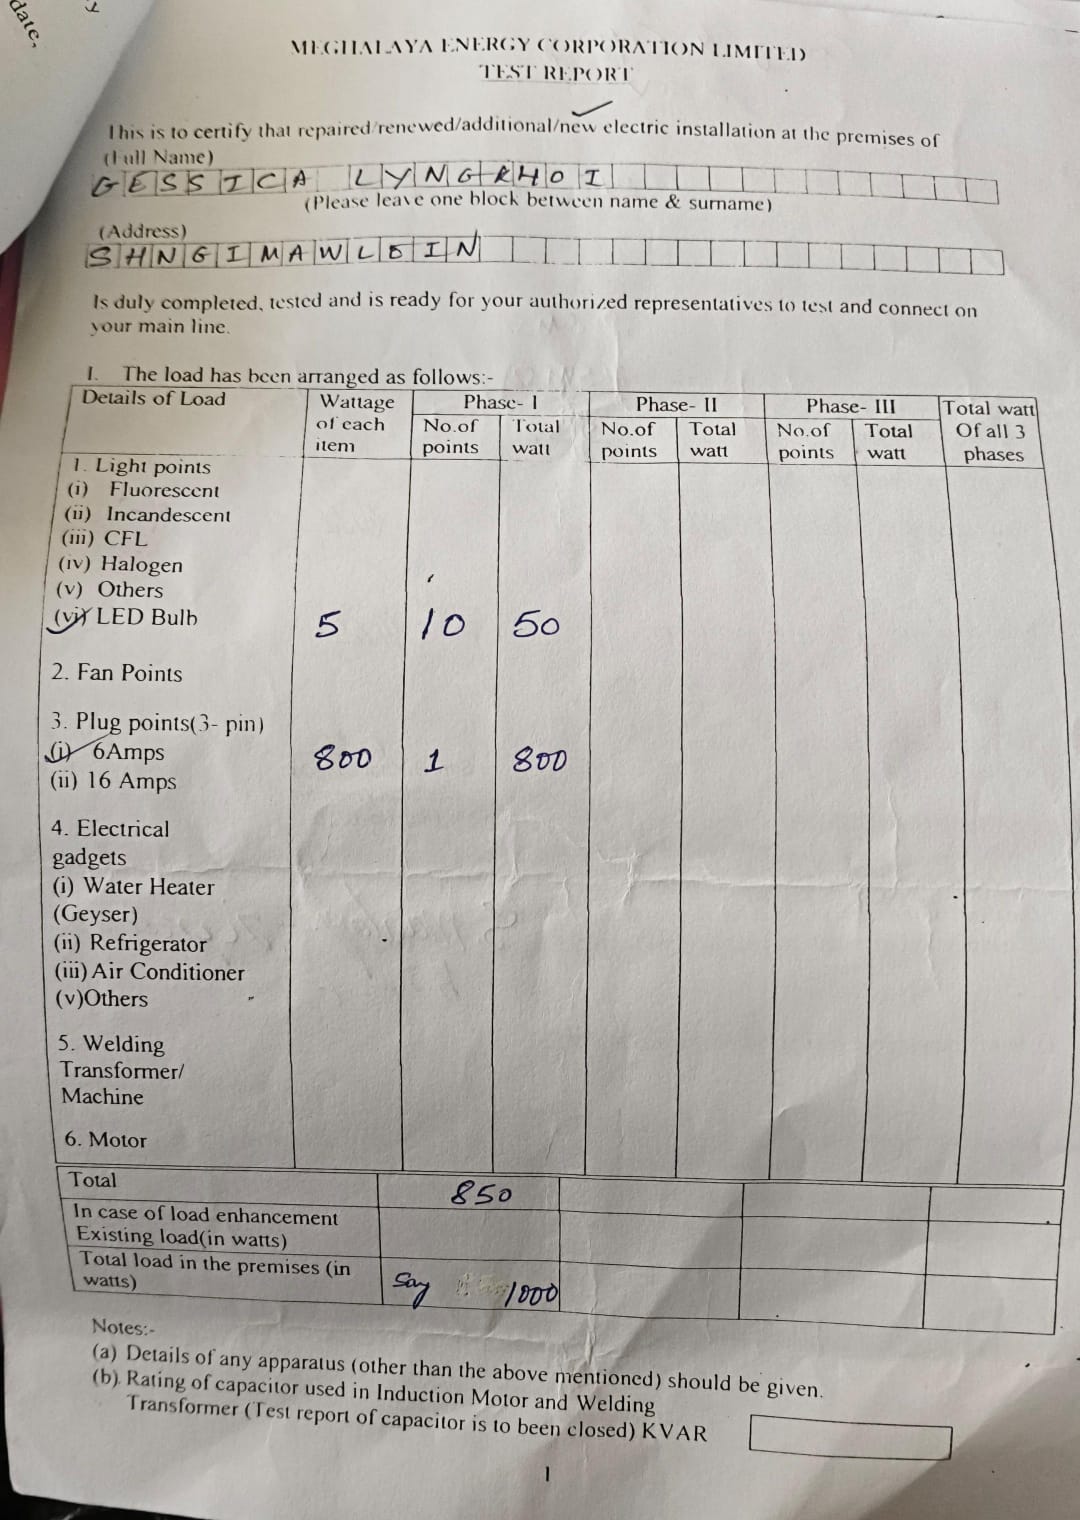 date,
MEGHALAYA ENERGY CORPORATION LIMITED
TEST REPORT
This is to certify that repaired/renewed/additional/new electric installation at the premises of
(Full Name)
GESSICA LYNGRHOI
(Please leave one block between name & surname)
(Address)
SHNGIMAWLEIN
Is duly completed, tested and is ready for your authorized representatives to test and connect on
your main line.
I. The load has been arranged as follows:-
Details of Load Wattage of each item Phase- I Phase- II Phase- III Total watt Of all 3 phases
No.of points Total watt No.of points Total watt No.of points Total watt
1. Light points
(i) Fluorescent
(ii) Incandescent
(iii) CFL
(iv) Halogen
(v) Others
(vi) LED Bulb 5 10 50
2. Fan Points
3. Plug points(3- pin)
(i) 6Amps 800 1 800
(ii) 16 Amps
4. Electrical
gadgets
(i) Water Heater
(Geyser)
(ii) Refrigerator
(iii) Air Conditioner
(v)Others
5. Welding
Transformer/
Machine
6. Motor
Total 850
In case of load enhancement
Existing load(in watts)
Total load in the premises (in
watts) Say 1000
Notes:-
(a) Details of any apparatus (other than the above mentioned) should be given.
(b). Rating of capacitor used in Induction Motor and Welding
Transformer (Test report of capacitor is to been closed) KVAR
1